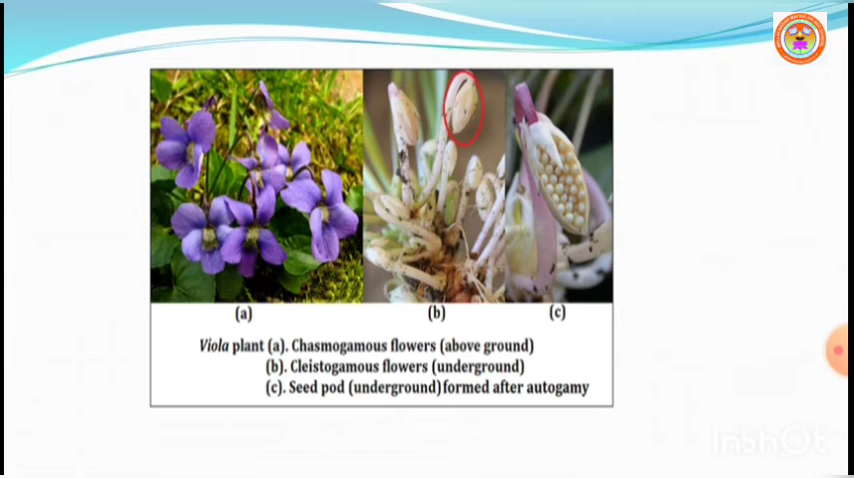 (a) (b) (c)
Viola plant (a). Chasmogamous flowers (above ground)
(b). Cleistogamous flowers (underground)
(c). Seed pod (underground)formed after autogamy
InShOt